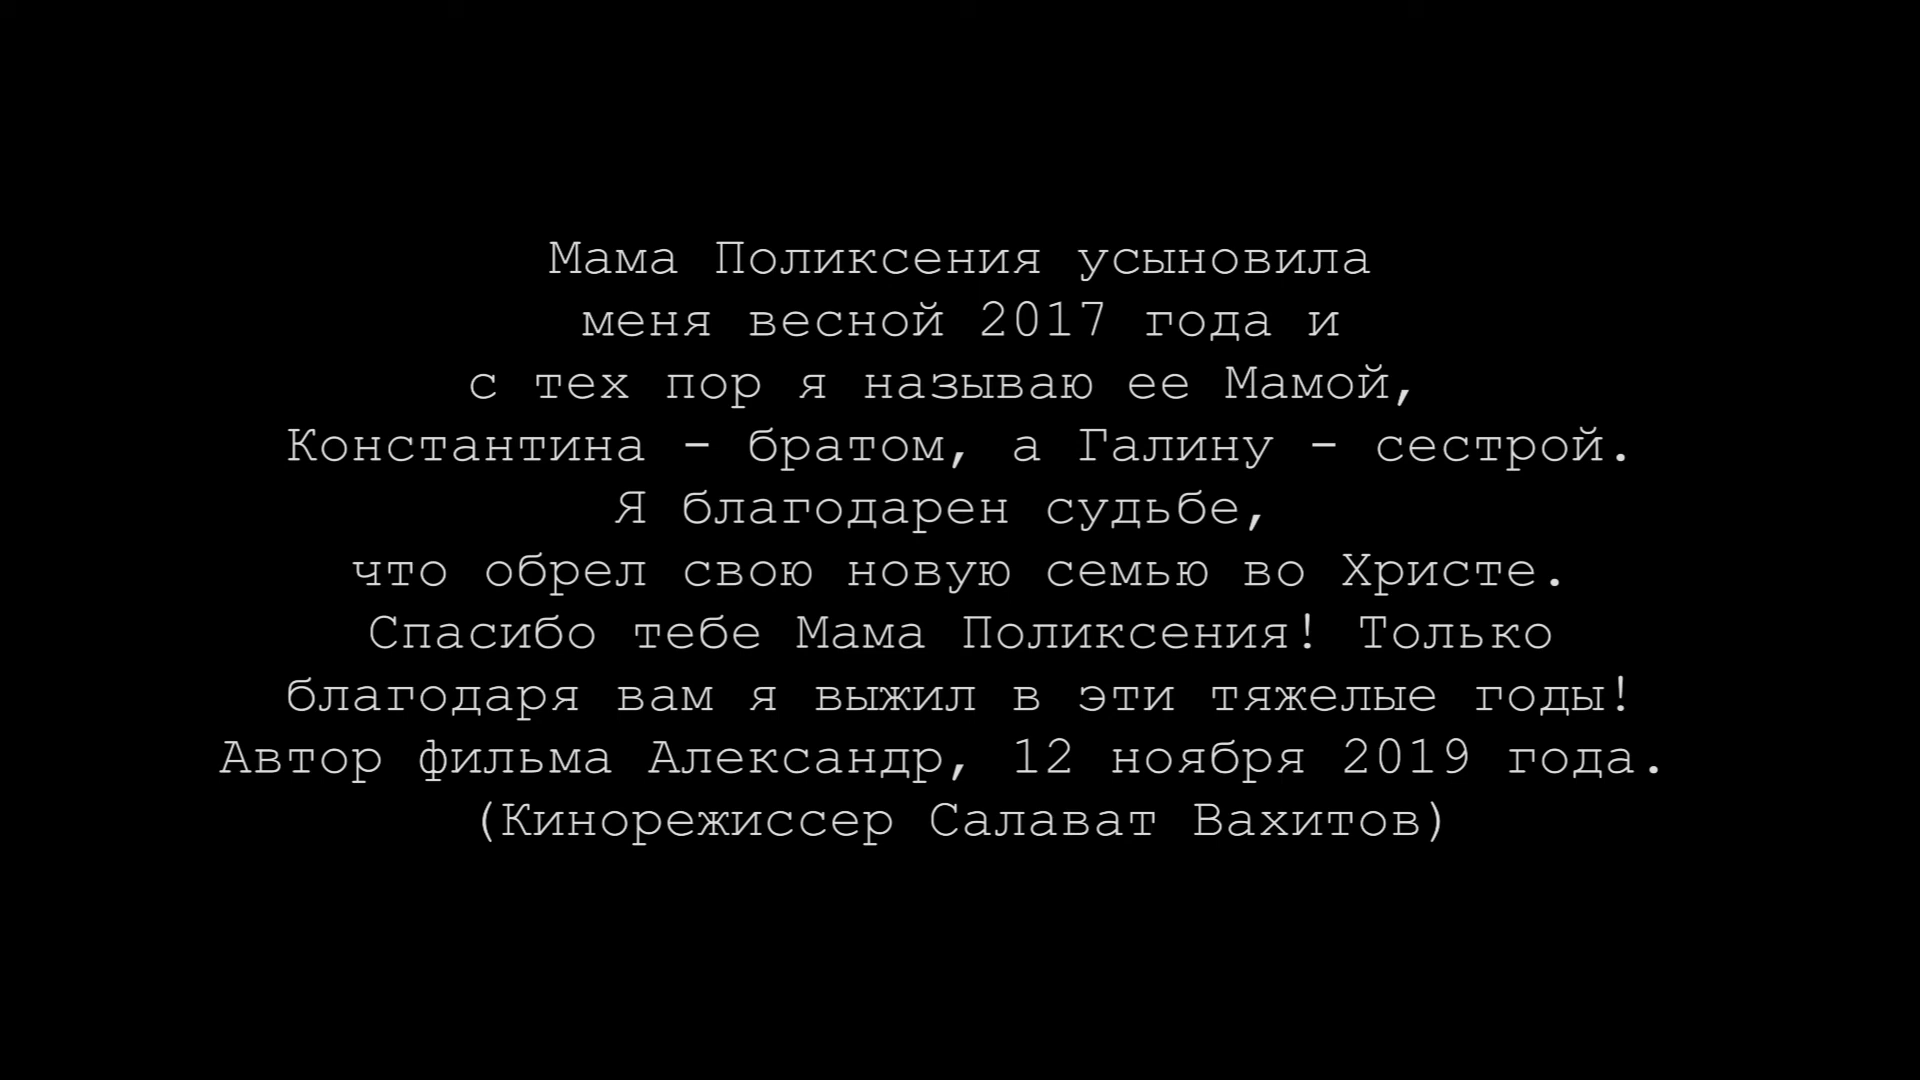 Мама Поликсения усыновила
меня весной 2017 года и
с тех пор я называю ее Мамой,
Константина - братом, а Галину - сестрой.
Я благодарен судьбе,
что обрел свою новую семью во Христе.
Спасибо тебе Мама Поликсения! Только
благодаря вам я выжил в эти тяжелые годы!
Автор фильма Александр, 12 ноября 2019 года.
(Кинорежиссер Салават Вахитов)